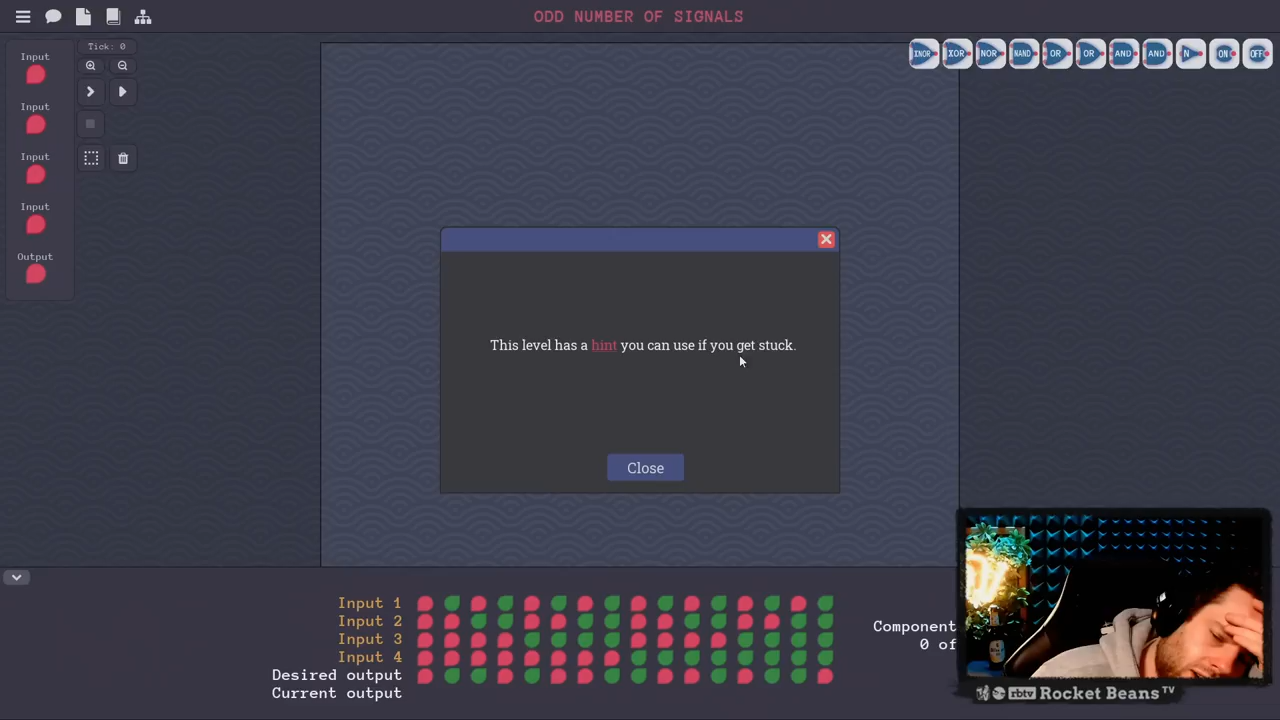 ODD NUMBER OF SIGNALS
Input
Input
Input
Input
Output
Tick: 0
XNOR XOR NOR NAND OR OR AND AND N ON OFF
This level has a hint you can use if you get stuck.
Close
Input 1
Input 2
Input 3
Input 4
Desired output
Current output
Component
0 of
rbtv Rocket Beans TV